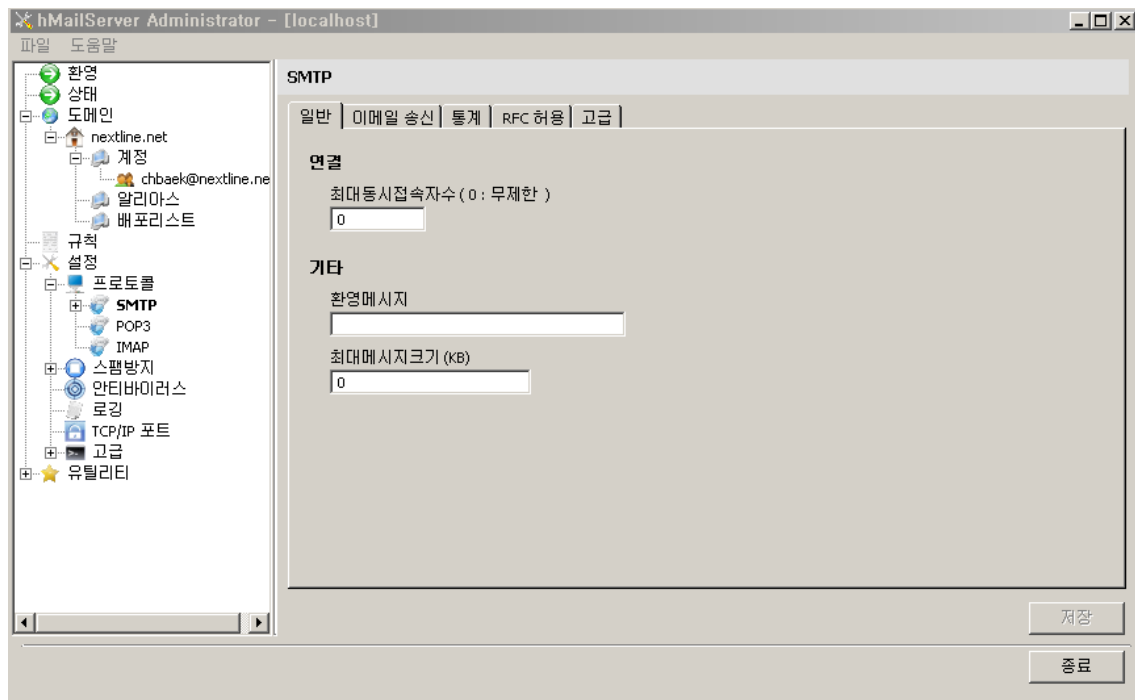 hMailServer Administrator - [localhost]
파일 도움말
환영
상태
도메인
nextline.net
계정
chbaek@nextline.ne
알리아스
배포리스트
규칙
설정
프로토콜
SMTP
POP3
IMAP
스팸방지
안티바이러스
로깅
TCP/IP 포트
고급
유틸리티
SMTP
일반 이메일 송신 통계 RFC 허용 고급
연결
최대동시접속자수 ( 0 : 무제한 )
0
기타
환영메시지
최대메시지크기 (KB)
0
저장
종료